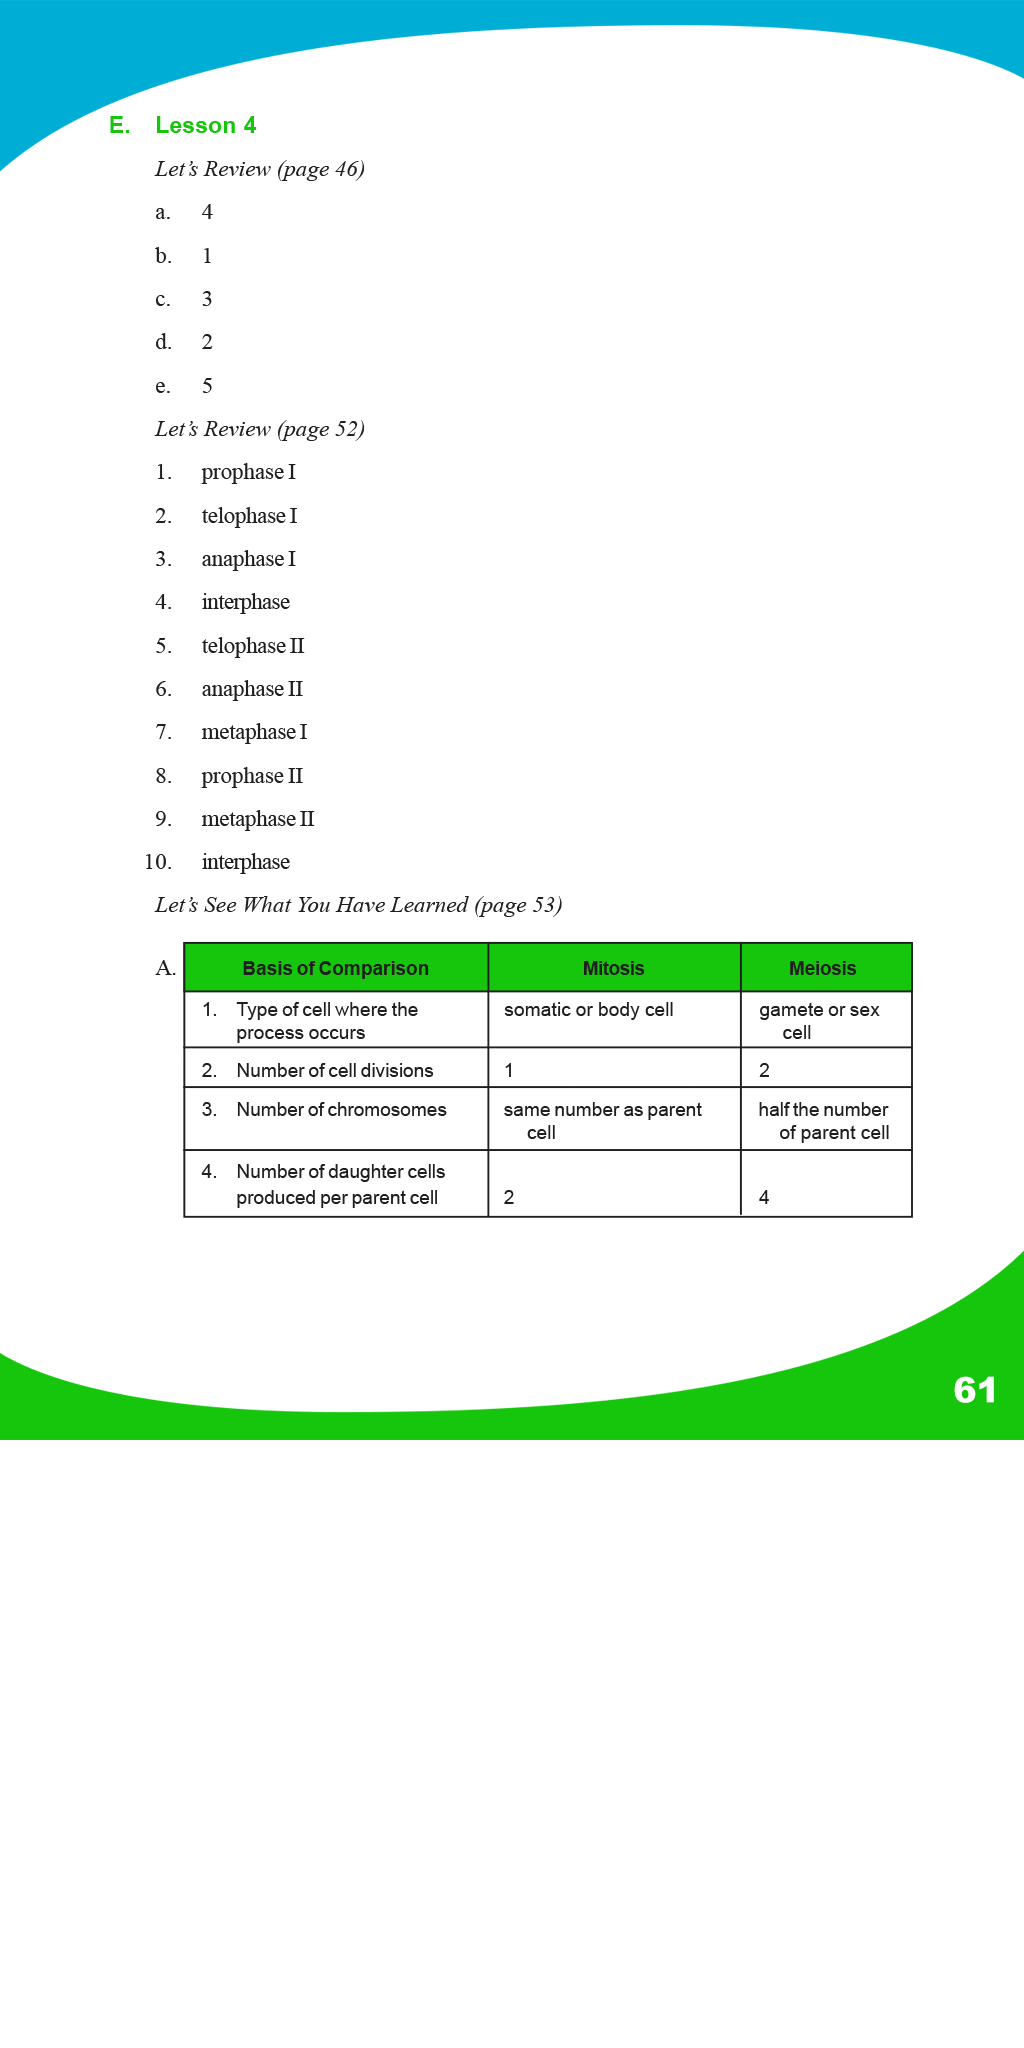 E. Lesson 4
Let’s Review (page 46)
a. 4
b. 1
c. 3
d. 2
e. 5
Let’s Review (page 52)
1. prophase I
2. telophase I
3. anaphase I
4. interphase
5. telophase II
6. anaphase II
7. metaphase I
8. prophase II
9. metaphase II
10. interphase
Let’s See What You Have Learned (page 53)
A. Basis of Comparison Mitosis Meiosis
1. Type of cell where the somatic or body cell gamete or sex
process occurs cell
2. Number of cell divisions 1 2
3. Number of chromosomes same number as parent half the number
cell of parent cell
4. Number of daughter cells
produced per parent cell 2 4
61